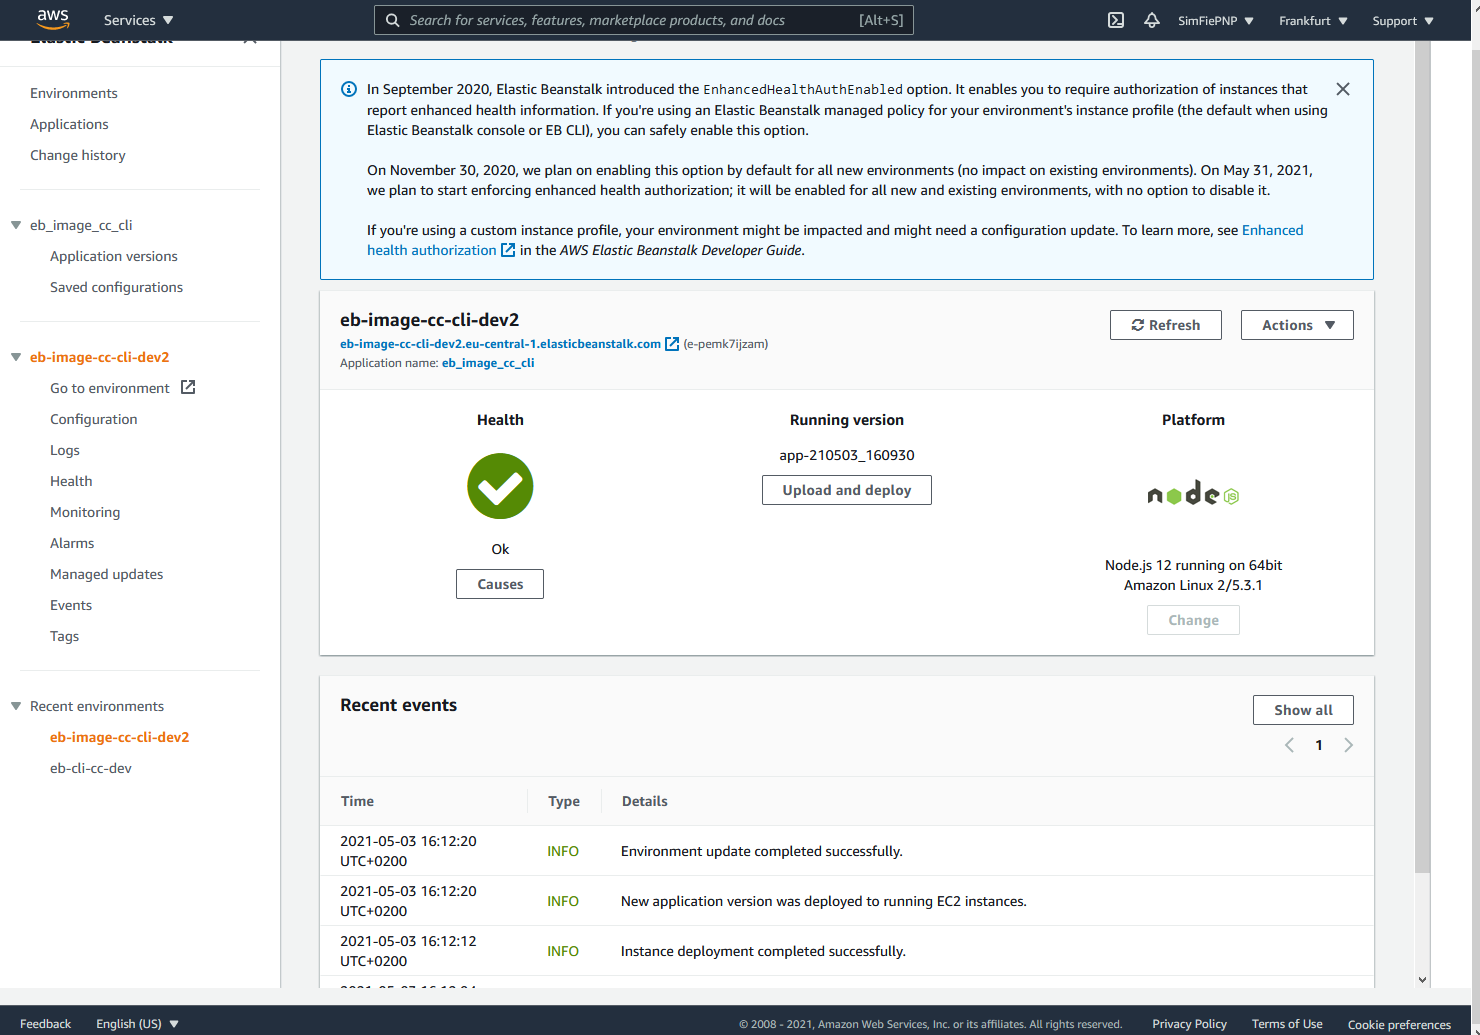 aws
Services
Search for services, features, marketplace products, and docs
[Alt+S]
SimFiePNP
Frankfurt
Support
Elastic Beanstalk
Environments
Applications
Change history
eb_image_cc_cli
Application versions
Saved configurations
eb-image-cc-cli-dev2
Go to environment
Configuration
Logs
Health
Monitoring
Alarms
Managed updates
Events
Tags
Recent environments
eb-image-cc-cli-dev2
eb-cli-cc-dev
In September 2020, Elastic Beanstalk introduced the EnhancedHealthAuthEnabled option. It enables you to require authorization of instances that
report enhanced health information. If you're using an Elastic Beanstalk managed policy for your environment's instance profile (the default when using
Elastic Beanstalk console or EB CLI), you can safely enable this option.
On November 30, 2020, we plan on enabling this option by default for all new environments (no impact on existing environments). On May 31, 2021,
we plan to start enforcing enhanced health authorization; it will be enabled for all new and existing environments, with no option to disable it.
If you're using a custom instance profile, your environment might be impacted and might need a configuration update. To learn more, see Enhanced
health authorization in the AWS Elastic Beanstalk Developer Guide.
eb-image-cc-cli-dev2
eb-image-cc-cli-dev2.eu-central-1.elasticbeanstalk.com (e-pemk7ijzam)
Application name: eb_image_cc_cli
Refresh
Actions
Health
Ok
Causes
Running version
app-210503_160930
Upload and deploy
Platform
node JS
Node.js 12 running on 64bit
Amazon Linux 2/5.3.1
Change
Recent events
Show all
1
Time
Type
Details
2021-05-03 16:12:20
UTC+0200
INFO
Environment update completed successfully.
2021-05-03 16:12:20
UTC+0200
INFO
New application version was deployed to running EC2 instances.
2021-05-03 16:12:12
UTC+0200
INFO
Instance deployment completed successfully.
Feedback
English (US)
© 2008 - 2021, Amazon Web Services, Inc. or its affiliates. All rights reserved.
Privacy Policy
Terms of Use
Cookie preferences